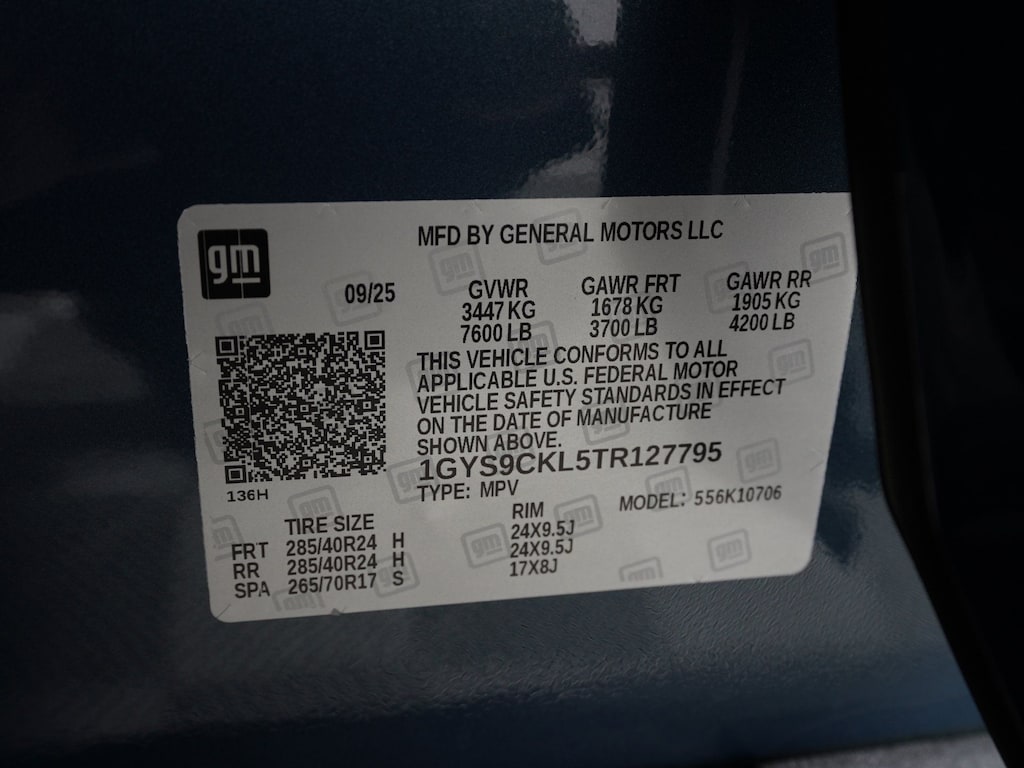 gm
MFD BY GENERAL MOTORS LLC
09/25
GVWR GAWR FRT GAWR RR
3447 KG 1678 KG 1905 KG
7600 LB 3700 LB 4200 LB
THIS VEHICLE CONFORMS TO ALL
APPLICABLE U.S. FEDERAL MOTOR
VEHICLE SAFETY STANDARDS IN EFFECT
ON THE DATE OF MANUFACTURE
SHOWN ABOVE.
1GYS9CKL5TR127795
136H
TYPE: MPV
MODEL: 556K10706
TIRE SIZE RIM
FRT 285/40R24 H 24X9.5J
RR 285/40R24 H 24X9.5J
SPA 265/70R17 S 17X8J